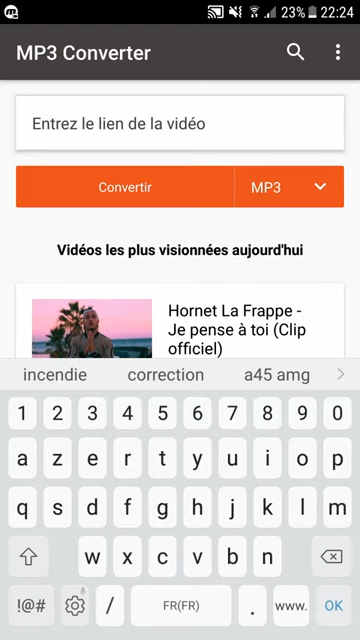 23% 22:24
MP3 Converter
Entrez le lien de la vidéo
Convertir MP3
Vidéos les plus visionnées aujourd'hui
Hornet La Frappe -
Je pense à toi (Clip
officiel)
incendie correction a45 amg
1 2 3 4 5 6 7 8 9 0
a z e r t y u i o p
q s d f g h j k l m
w x c v b n
!@# / FR(FR) . www. OK